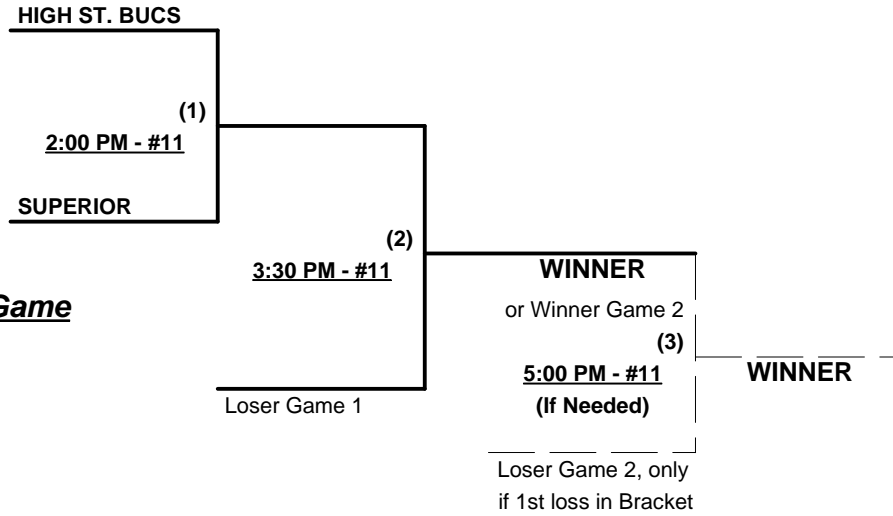 HIGH ST. BUCS
(1)
2:00 PM - #11
SUPERIOR
(2)
3:30 PM - #11
WINNER
or Winner Game 2
Game
(3)
5:00 PM - #11
WINNER
Loser Game 1
(If Needed)
Loser Game 2, only
if 1st loss in Bracket